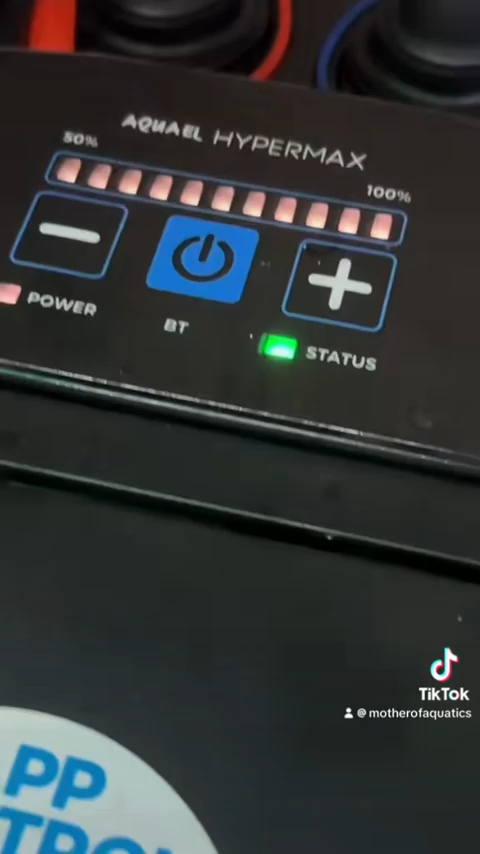 AQUAEL HYPERMAX
50%
100%
POWER
BT
STATUS
TikTok
@motherofaquatics
PP